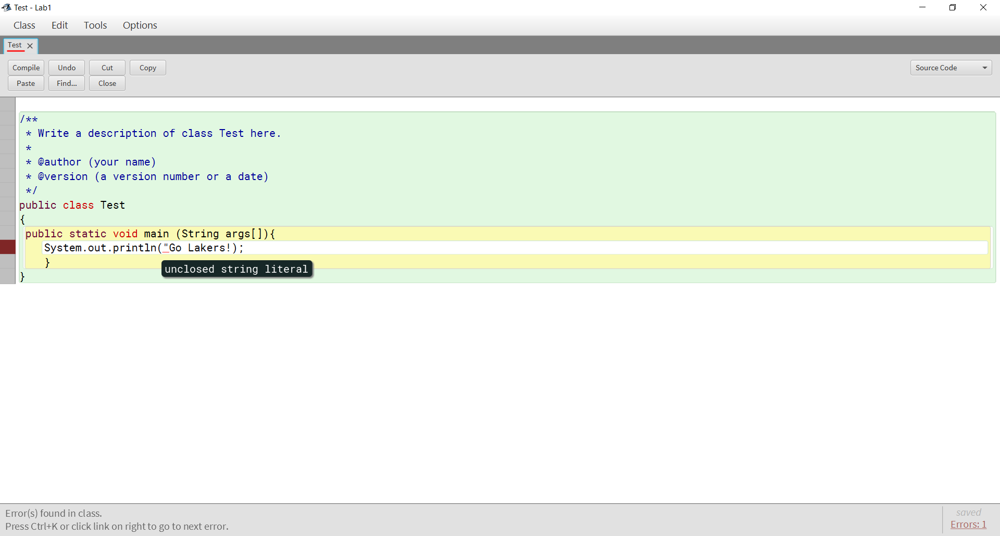 Test - Lab1
Class Edit Tools Options
Test
Compile Undo Cut Copy Source Code
Paste Find... Close
/**
* Write a description of class Test here.
*
* @author (your name)
* @version (a version number or a date)
*/
public class Test
{
public static void main (String args[]){
System.out.println("Go Lakers!);
}
unclosed string literal
}
Error(s) found in class.
Press Ctrl+K or click link on right to go to next error.
saved
Errors: 1